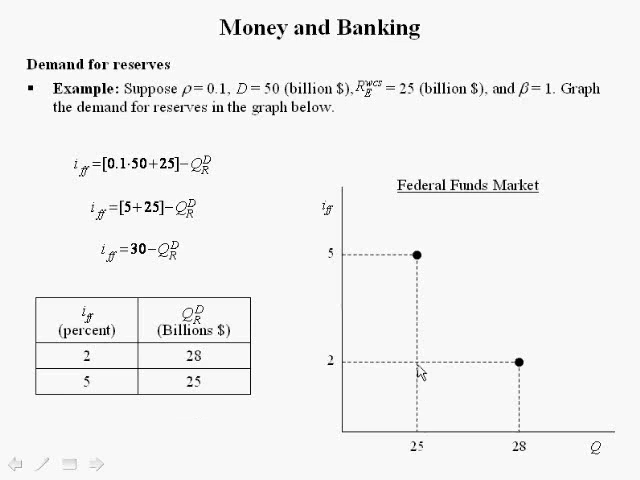 Money and Banking
Demand for reserves
▪ Example: Suppose ρ = 0.1, D = 50 (billion $), R_E^{wcs} = 25 (billion $), and β = 1. Graph
the demand for reserves in the graph below.
i_ff =[0.1·50+25]−Q_R^D
i_ff =[5+25]−Q_R^D
i_ff =30−Q_R^D
i_ff Q_R^D
(percent) (Billions $)
2 28
5 25
Federal Funds Market
i_ff
5
2
25 28 Q